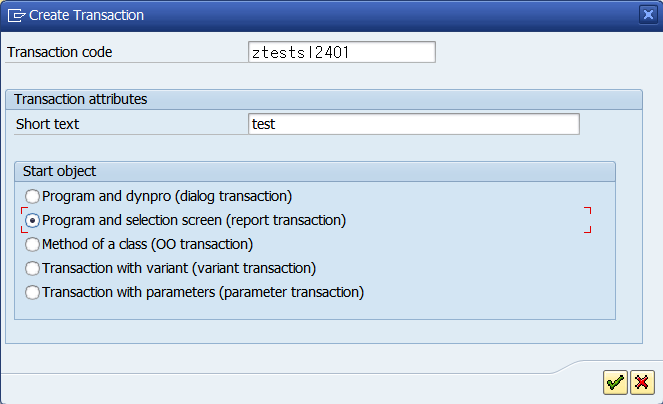 Create Transaction
Transaction code ztestsl2401
Transaction attributes
Short text test
Start object
Program and dynpro (dialog transaction)
Program and selection screen (report transaction)
Method of a class (OO transaction)
Transaction with variant (variant transaction)
Transaction with parameters (parameter transaction)